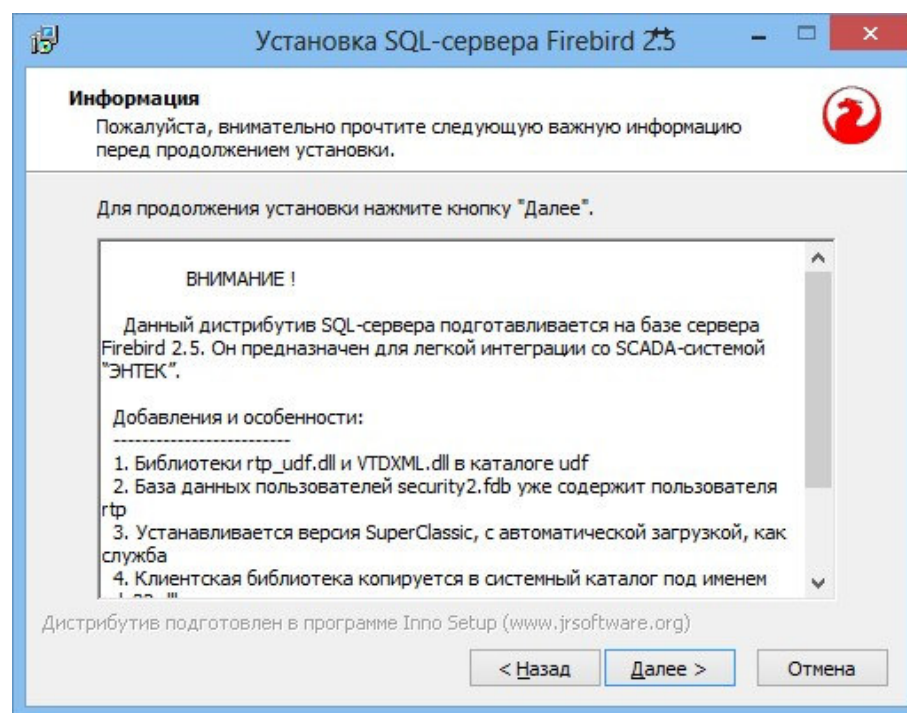 Установка SQL-сервера Firebird 2.5
Информация
Пожалуйста, внимательно прочтите следующую важную информацию
перед продолжением установки.
Для продолжения установки нажмите кнопку "Далее".
ВНИМАНИЕ !
Данный дистрибутив SQL-сервера подготавливается на базе сервера
Firebird 2.5. Он предназначен для легкой интеграции со SCADA-системой
"ЭНТЕК".
Добавления и особенности:
-------------------------
1. Библиотеки rtp_udf.dll и VTDXML.dll в каталоге udf
2. База данных пользователей security2.fdb уже содержит пользователя
rtp
3. Устанавливается версия SuperClassic, с автоматической загрузкой, как
служба
4. Клиентская библиотека копируется в системный каталог под именем
Дистрибутив подготовлен в программе Inno Setup (www.jrsoftware.org)
< Назад Далее > Отмена